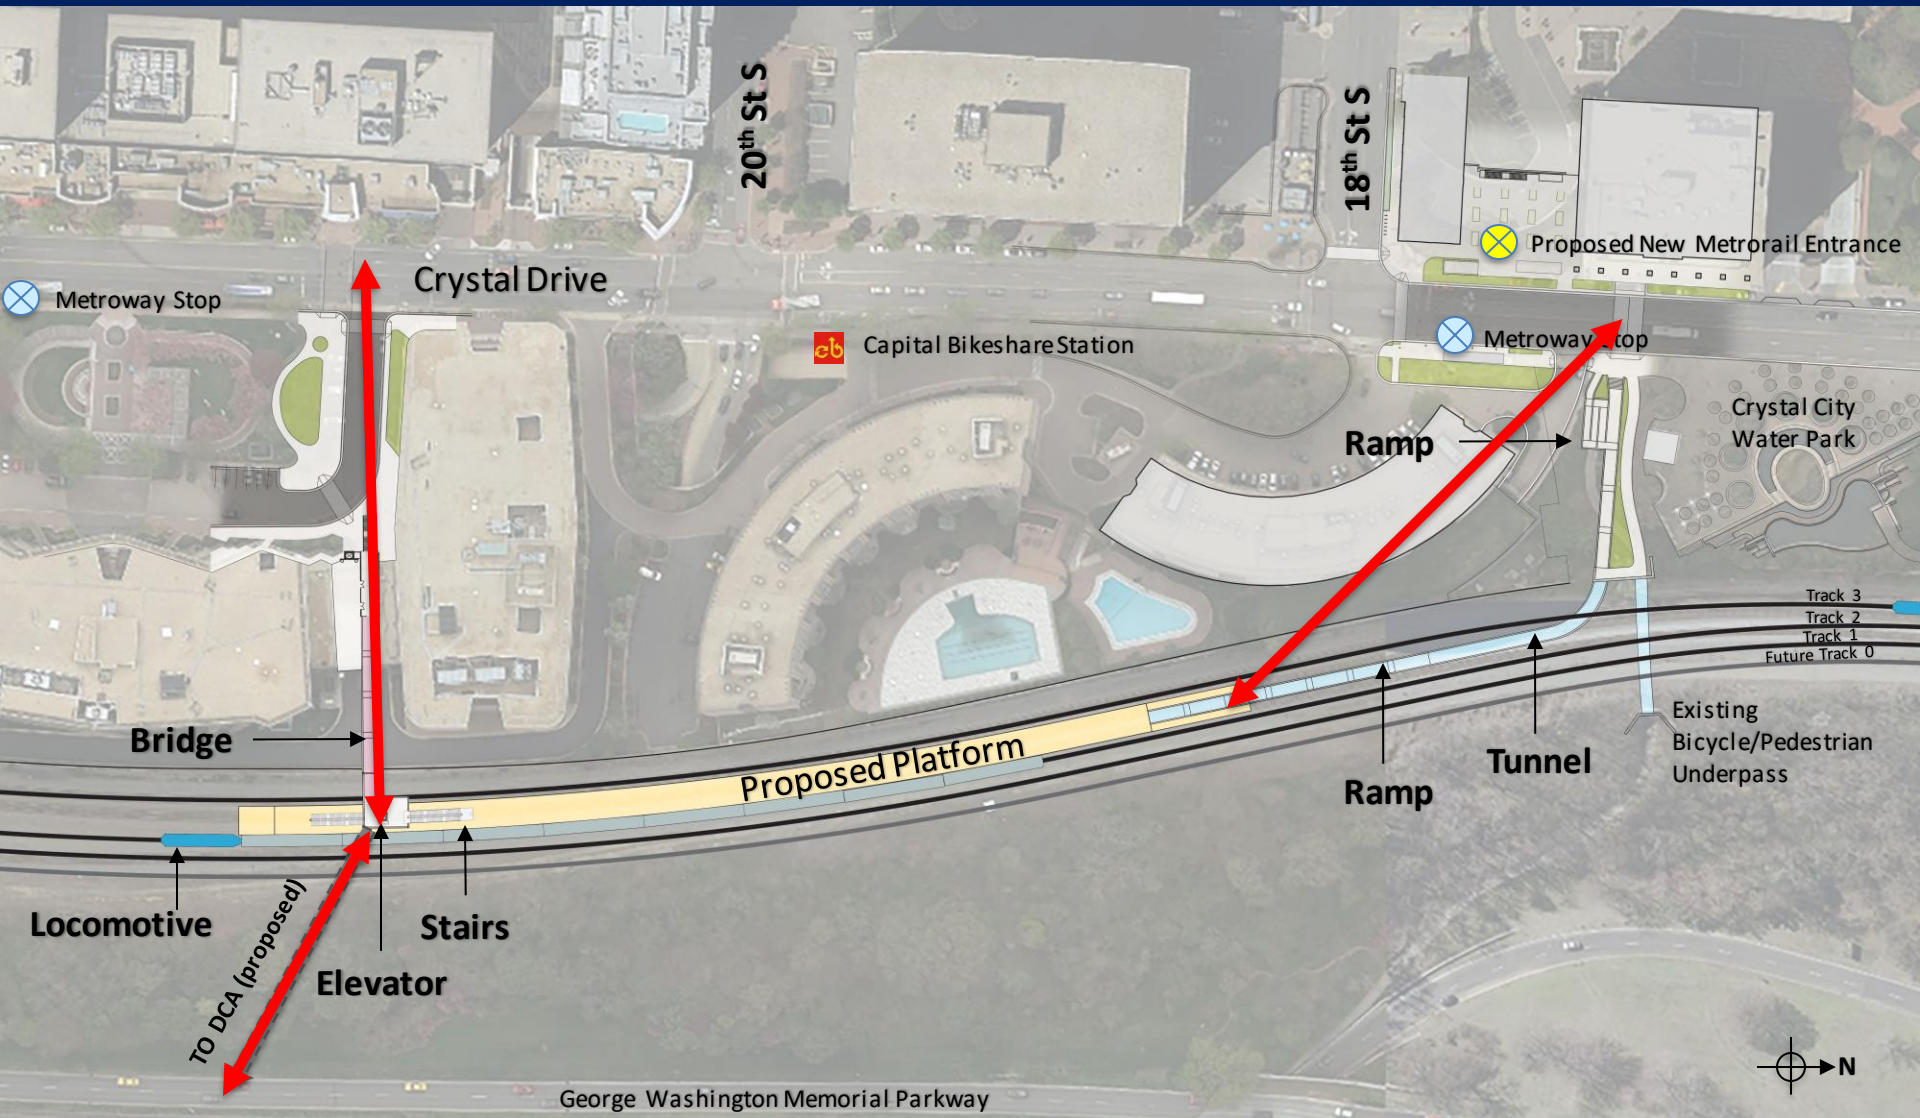 20th St S
18th St S
Proposed New Metrorail Entrance
Crystal Drive
Metroway Stop
Capital Bikeshare Station
Metroway Stop
Crystal City
Water Park
Ramp
Track 3
Track 2
Track 1
Future Track 0
Existing
Bicycle/Pedestrian
Underpass
Bridge
Proposed Platform
Tunnel
Ramp
Locomotive
Stairs
Elevator
TO DCA (proposed)
N
George Washington Memorial Parkway